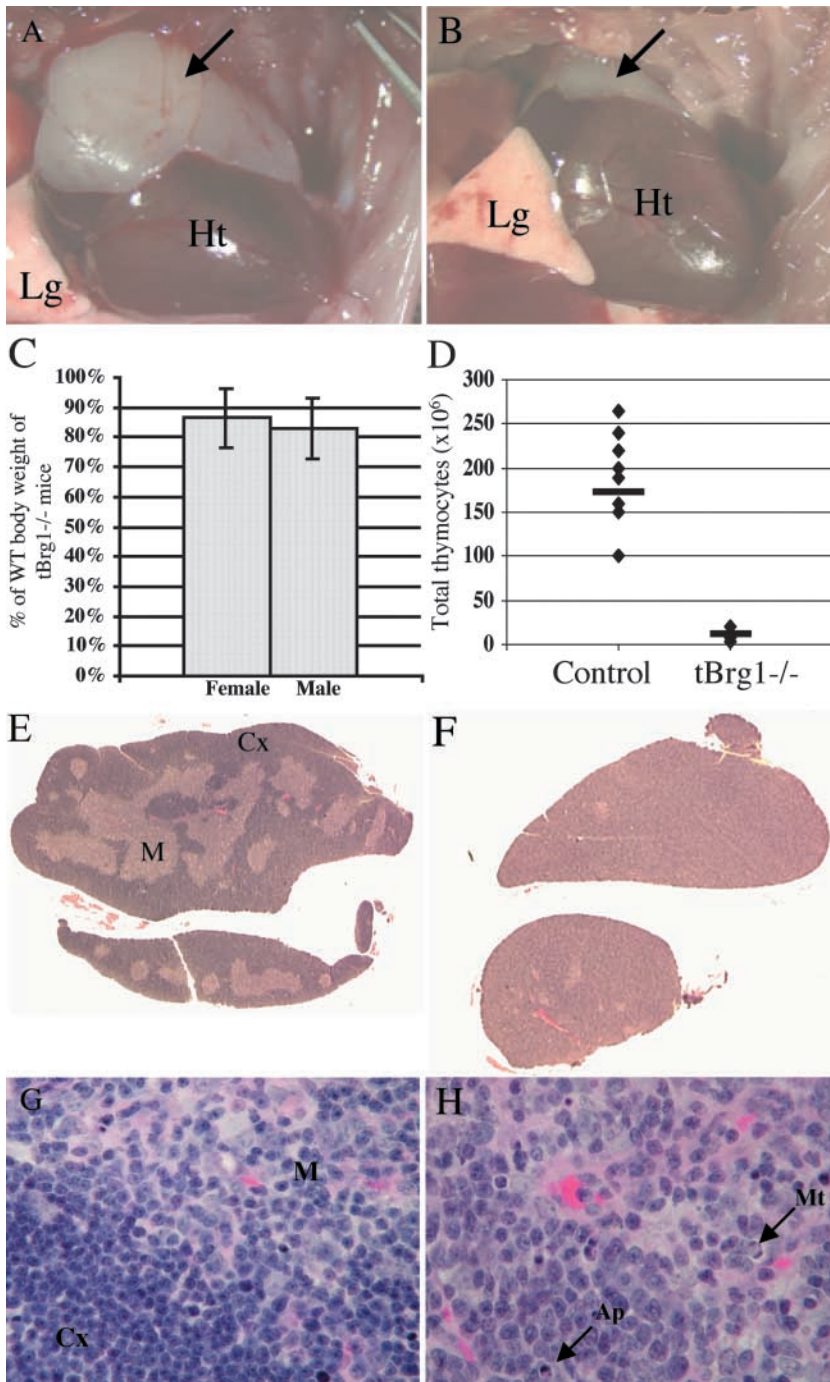 A
Ht
Lg
B
Lg
Ht
C
% of WT body weight of
tBrg1-/- mice
100%
90%
80%
70%
60%
50%
40%
30%
20%
10%
0%
Female Male
D
Total thymocytes (x10⁶)
300
250
200
150
100
50
0
Control tBrg1-/-
E
Cx
M
F
G
M
Cx
H
Mt
Ap